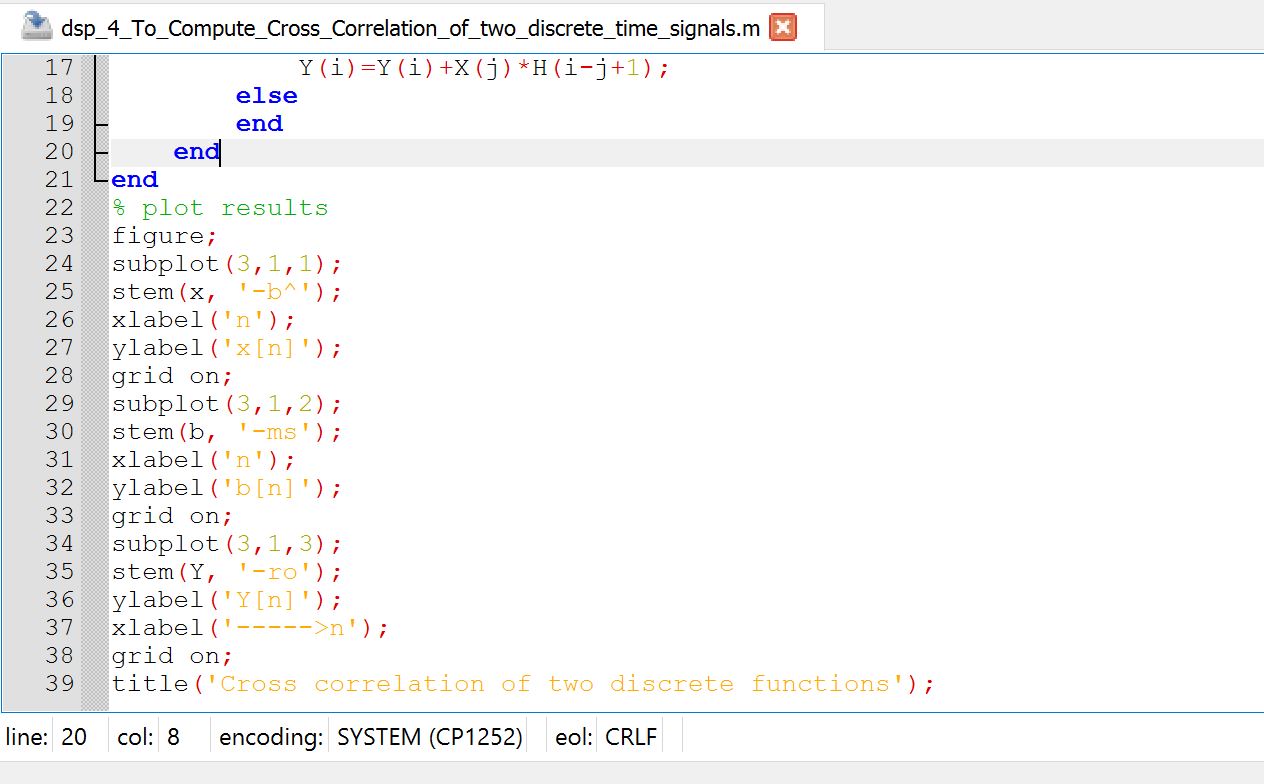 dsp_4_To_Compute_Cross_Correlation_of_two_discrete_time_signals.m
17 Y(i)=Y(i)+X(j)*H(i-j+1);
18 else
19 end
20 end
21 end
22 % plot results
23 figure;
24 subplot(3,1,1);
25 stem(x, '-b^');
26 xlabel('n');
27 ylabel('x[n]');
28 grid on;
29 subplot(3,1,2);
30 stem(b, '-ms');
31 xlabel('n');
32 ylabel('b[n]');
33 grid on;
34 subplot(3,1,3);
35 stem(Y, '-ro');
36 ylabel('Y[n]');
37 xlabel('----->n');
38 grid on;
39 title('Cross correlation of two discrete functions');
line: 20 col: 8 encoding: SYSTEM (CP1252) eol: CRLF